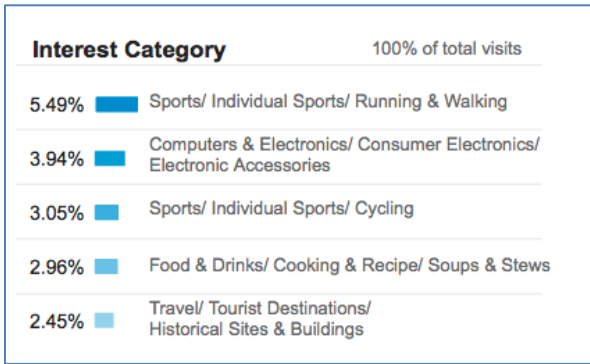 Interest Category 100% of total visits
5.49% Sports/ Individual Sports/ Running & Walking
Computers & Electronics/ Consumer Electronics/
3.94% Electronic Accessories
3.05% Sports/ Individual Sports/ Cycling
2.96% Food & Drinks/ Cooking & Recipe/ Soups & Stews
Travel/ Tourist Destinations/
2.45% Historical Sites & Buildings